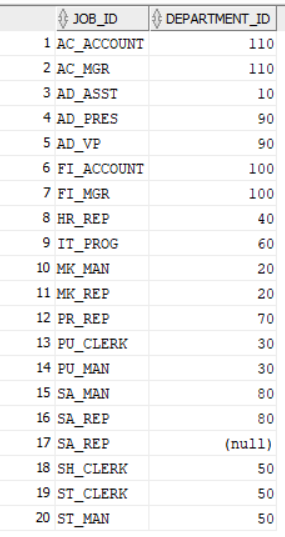 JOB_ID DEPARTMENT_ID
1 AC_ACCOUNT 110
2 AC_MGR 110
3 AD_ASST 10
4 AD_PRES 90
5 AD_VP 90
6 FI_ACCOUNT 100
7 FI_MGR 100
8 HR_REP 40
9 IT_PROG 60
10 MK_MAN 20
11 MK_REP 20
12 PR_REP 70
13 PU_CLERK 30
14 PU_MAN 30
15 SA_MAN 80
16 SA_REP 80
17 SA_REP (null)
18 SH_CLERK 50
19 ST_CLERK 50
20 ST_MAN 50